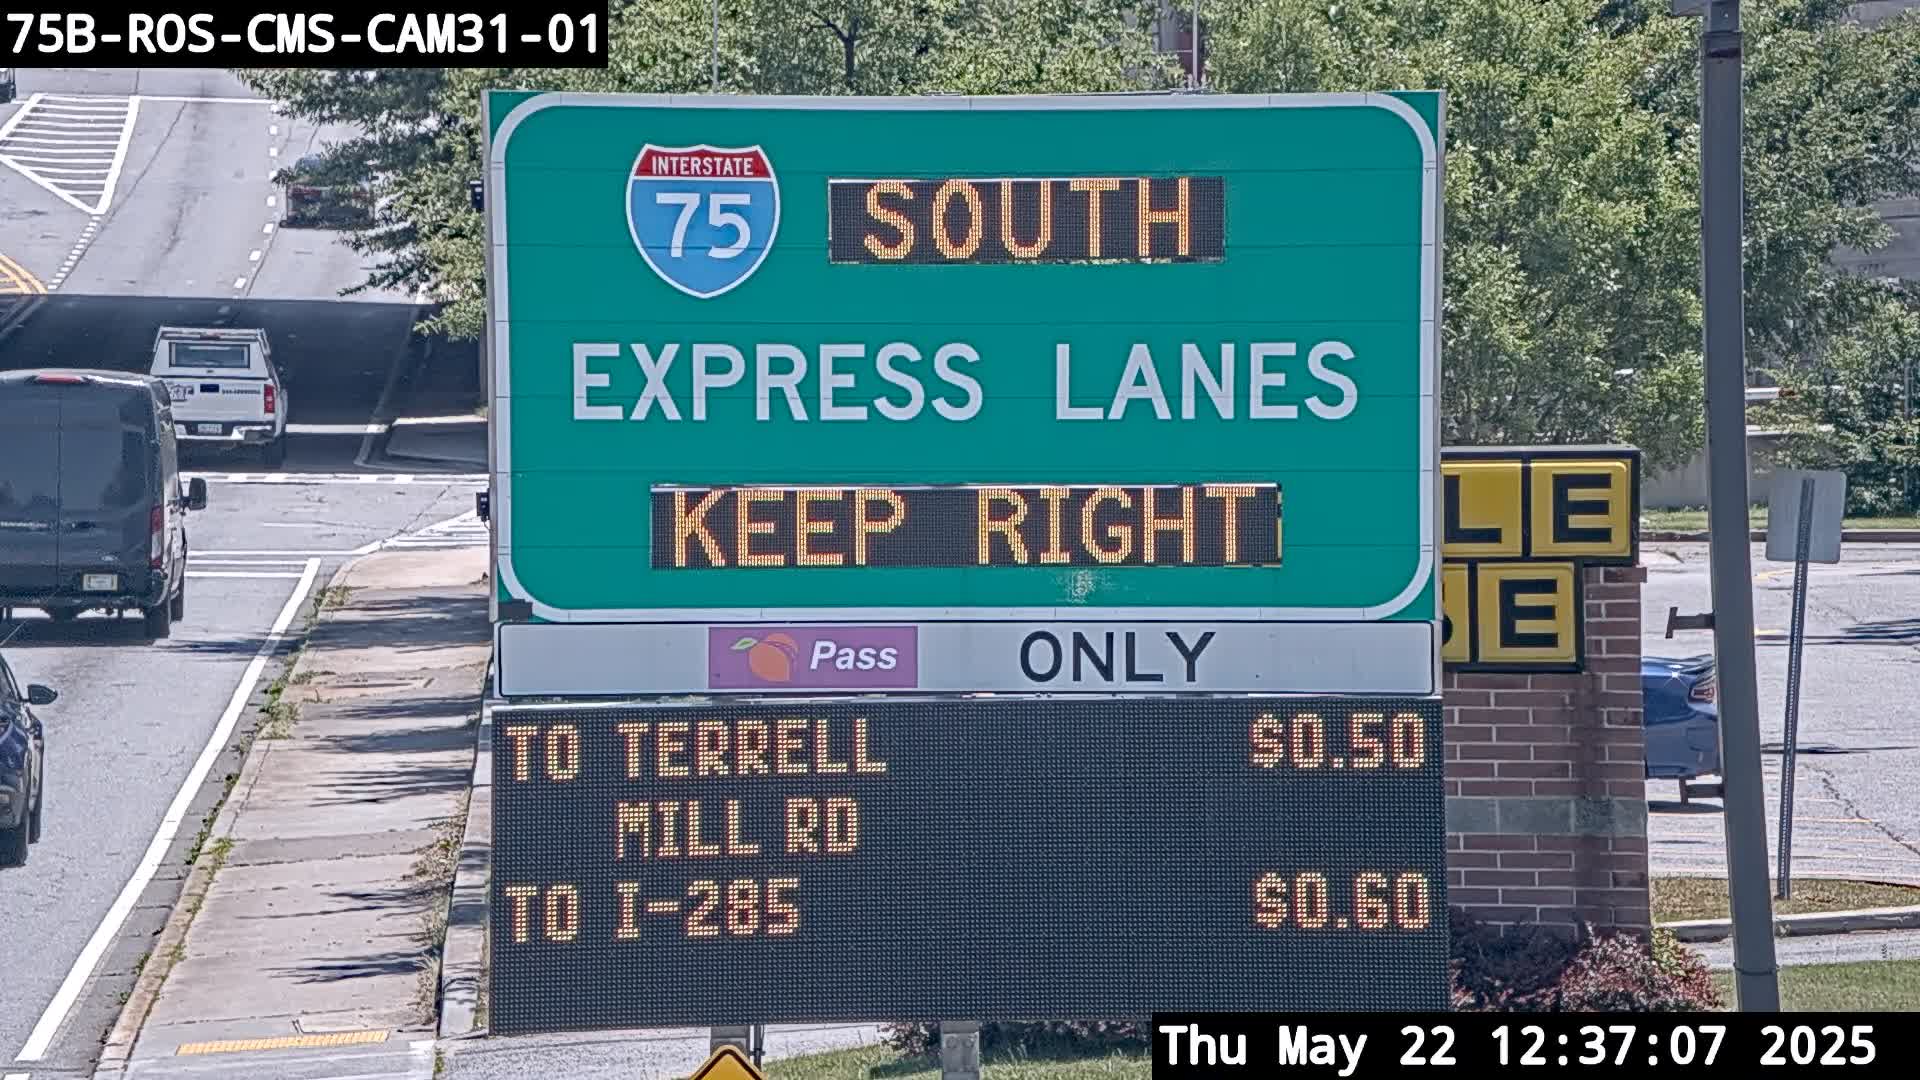 75B-ROS-CMS-CAM31-01
INTERSTATE
75
SOUTH
EXPRESS LANES
KEEP RIGHT
LE
E
Pass ONLY
TO TERRELL $0.50
MILL RD
TO I-285 $0.60
Thu May 22 12:37:07 2025